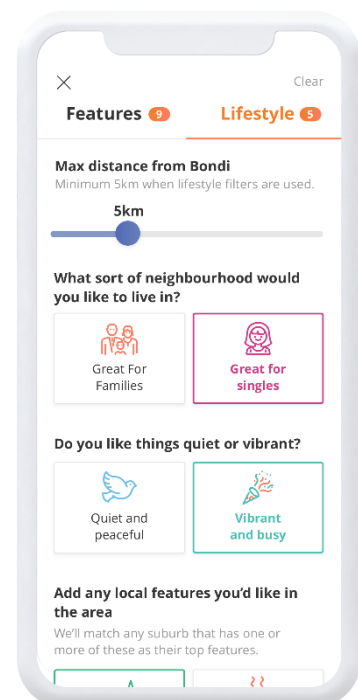 Clear
Features 9
Lifestyle 5
Max distance from Bondi
Minimum 5km when lifestyle filters are used.
5km
What sort of neighbourhood would
you like to live in?
Great For
Families
Great for
singles
Do you like things quiet or vibrant?
Quiet and
peaceful
Vibrant
and busy
Add any local features you’d like in
the area
We’ll match any suburb that has one or
more of these as their top features.